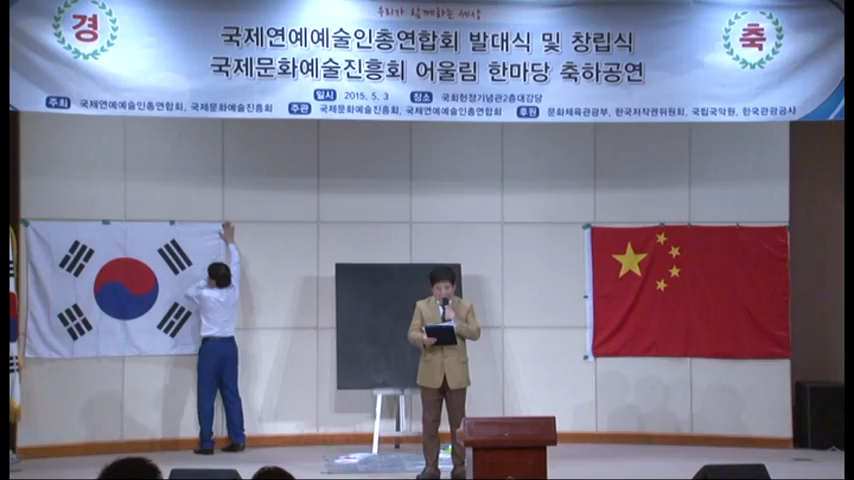 우리가 함께하는 세상
경
축
국제연예예술인총연합회 발대식 및 창립식
국제문화예술진흥회 어울림 한마당 축하공연
일시 2015. 5. 3 장소 국회헌정기념관2층대강당
주최 국제연예예술인총연합회, 국제문화예술진흥회 주관 국제문화예술진흥회, 국제연예예술인총연합회 후원 문화체육관광부, 한국저작권위원회, 국립국악원, 한국관광공사